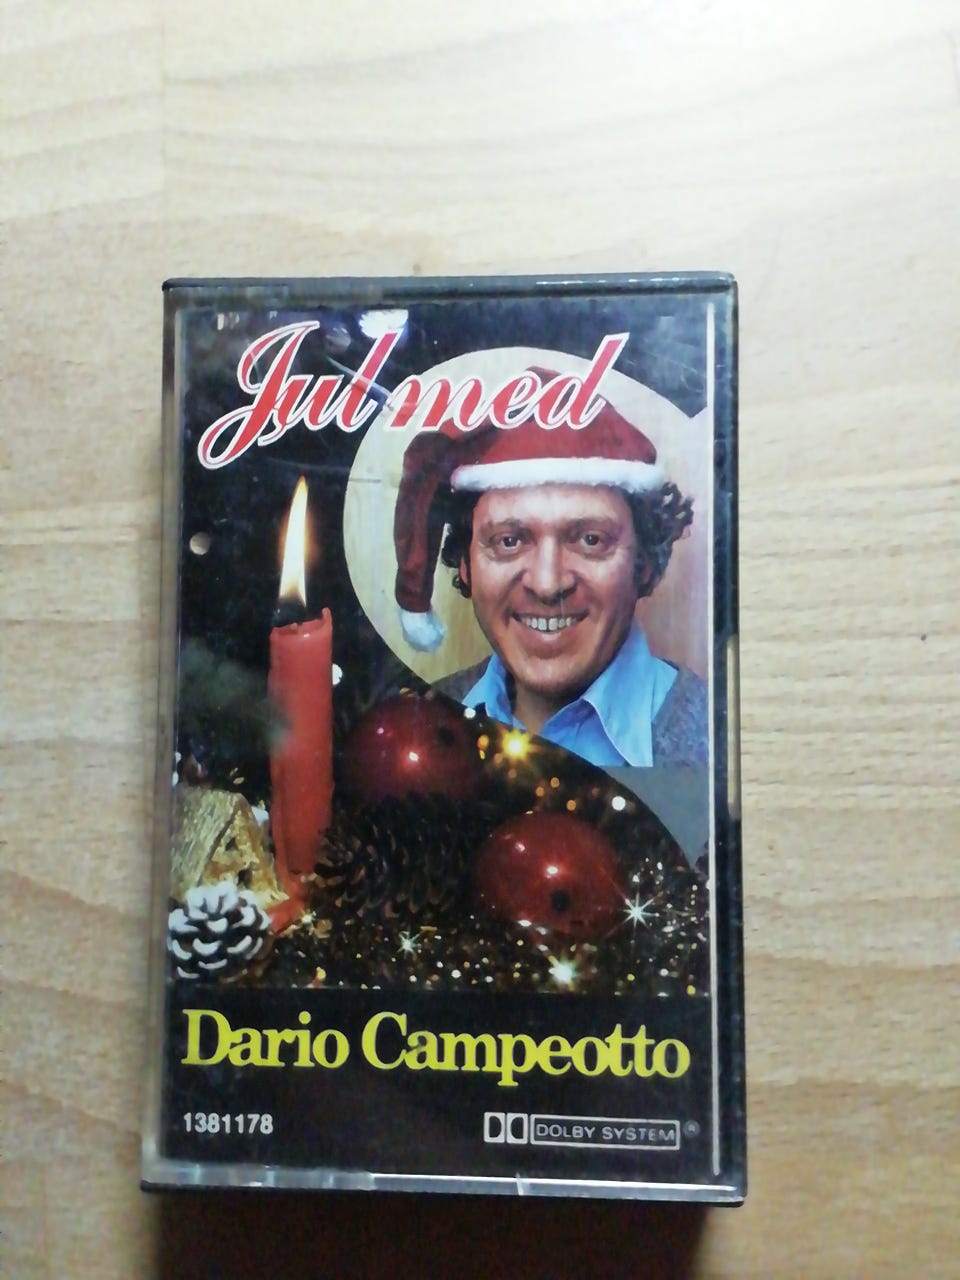 Jul med
Dario Campeotto
1381178
DOLBY SYSTEM®